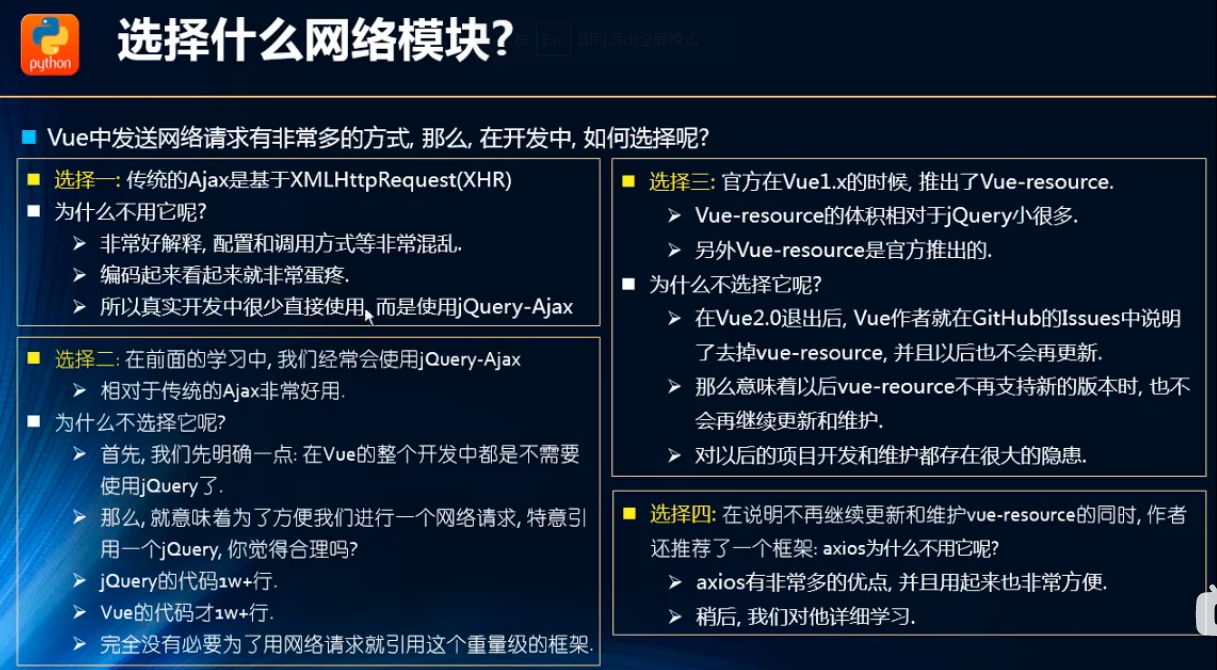 python
选择什么网络模块?
按 Esc 即可退出全屏模式
Vue中发送网络请求有非常多的方式, 那么, 在开发中, 如何选择呢?
选择一: 传统的Ajax是基于XMLHttpRequest(XHR)
为什么不用它呢?
非常好解释, 配置和调用方式等非常混乱.
编码起来看起来就非常蛋疼.
所以真实开发中很少直接使用, 而是使用jQuery-Ajax
选择二: 在前面的学习中, 我们经常会使用jQuery-Ajax
相对于传统的Ajax非常好用.
为什么不选择它呢?
首先, 我们先明确一点: 在Vue的整个开发中都是不需要
使用jQuery了.
那么, 就意味着为了方便我们进行一个网络请求, 特意引
用一个jQuery, 你觉得合理吗?
jQuery的代码1w+行.
Vue的代码才1w+行.
完全没有必要为了用网络请求就引用这个重量级的框架.
选择三: 官方在Vue1.x的时候, 推出了Vue-resource.
Vue-resource的体积相对于jQuery小很多.
另外Vue-resource是官方推出的.
为什么不选择它呢?
在Vue2.0退出后, Vue作者就在GitHub的Issues中说明
了去掉vue-resource, 并且以后也不会再更新.
那么意味着以后vue-reource不再支持新的版本时, 也不
会再继续更新和维护.
对以后的项目开发和维护都存在很大的隐患.
选择四: 在说明不再继续更新和维护vue-resource的同时, 作者
还推荐了一个框架: axios为什么不用它呢?
axios有非常多的优点, 并且用起来也非常方便.
稍后, 我们对他详细学习.